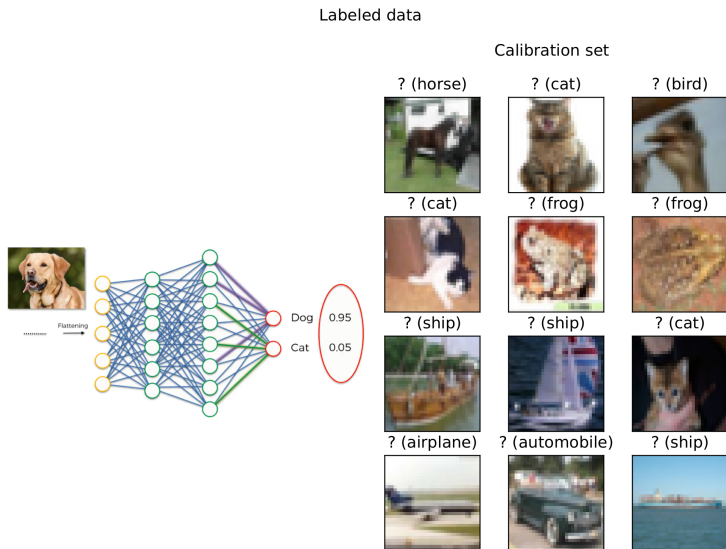 Labeled data
Calibration set
? (horse)
? (cat)
? (bird)
? (cat)
? (frog)
? (frog)
Flattening
Dog 0.95
Cat 0.05
? (ship)
? (ship)
? (cat)
? (airplane)
? (automobile)
? (ship)